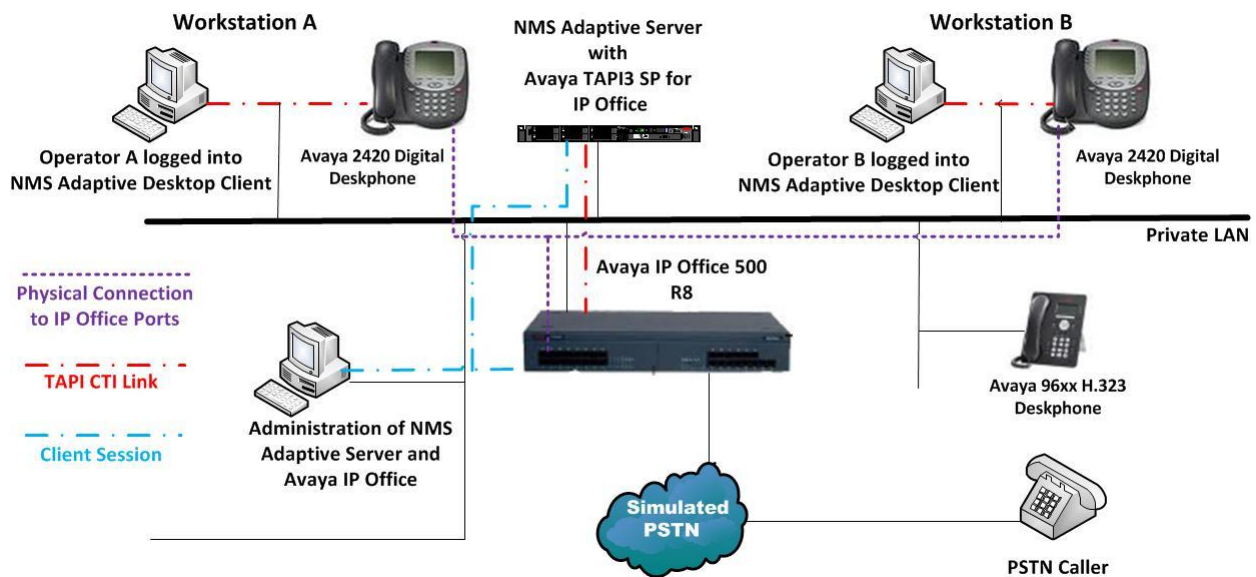 Workstation A
NMS Adaptive Server
with
Avaya TAPI3 SP for
IP Office
Workstation B
Operator A logged into
NMS Adaptive Desktop Client
Avaya 2420 Digital
Deskphone
Operator B logged into
NMS Adaptive Desktop Client
Avaya 2420 Digital
Deskphone
Private LAN
Physical Connection
to IP Office Ports
TAPI CTI Link
Client Session
Avaya IP Office 500
R8
Administration of NMS
Adaptive Server and
Avaya IP Office
Avaya 96xx H.323
Deskphone
Simulated
PSTN
PSTN Caller